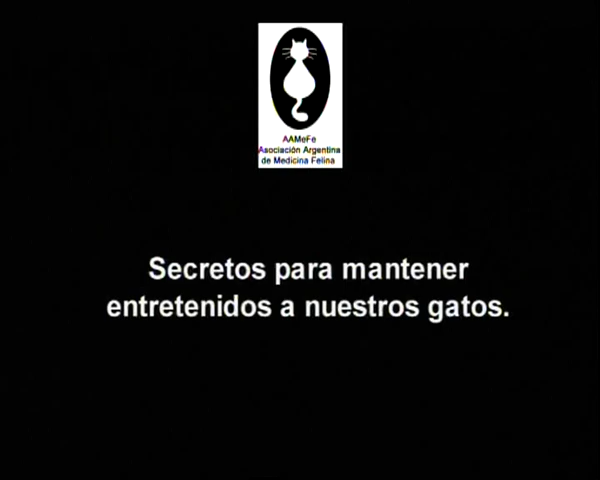 AAMeFe
Asociación Argentina
de Medicina Felina
Secretos para mantener
entretenidos a nuestros gatos.